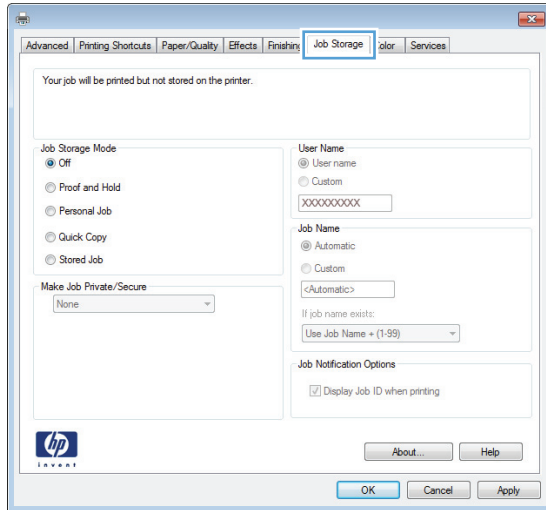 Advanced Printing Shortcuts Paper/Quality Effects Finishing Job Storage Color Services
Your job will be printed but not stored on the printer.
Job Storage Mode
Off
Proof and Hold
Personal Job
Quick Copy
Stored Job
Make Job Private/Secure
None
User Name
User name
Custom
XXXXXXXXX
Job Name
Automatic
Custom
<Automatic>
If job name exists:
Use Job Name + (1-99)
Job Notification Options
Display Job ID when printing
hp
invent
About... Help
OK Cancel Apply